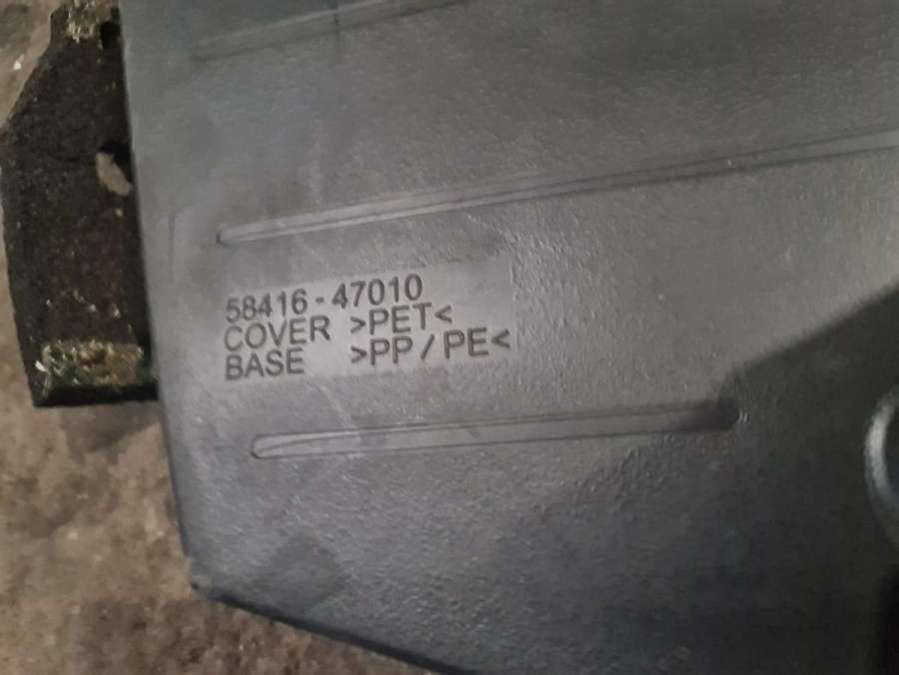 58416-47010
COVER >PET<
BASE >PP/PE<